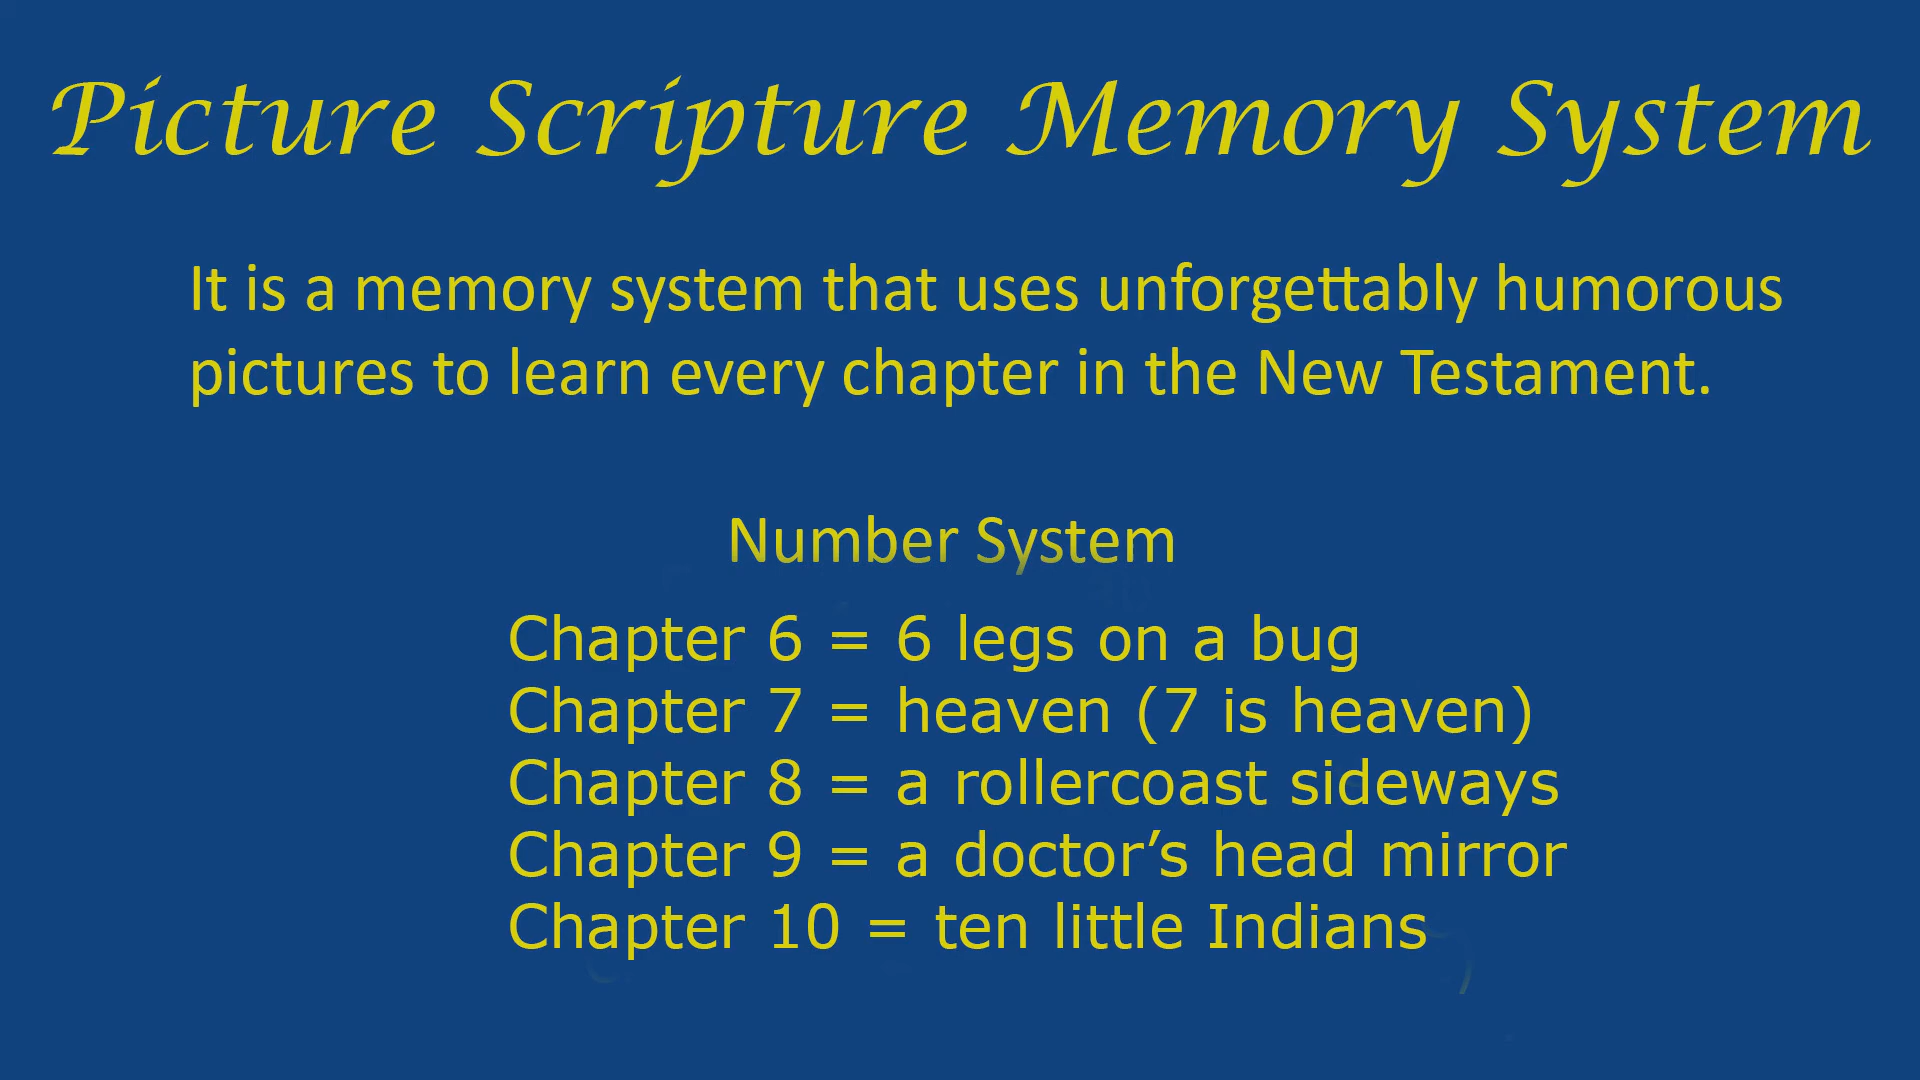 Picture Scripture Memory System
It is a memory system that uses unforgettably humorous
pictures to learn every chapter in the New Testament.
Number System
Chapter 6 = 6 legs on a bug
Chapter 7 = heaven (7 is heaven)
Chapter 8 = a rollercoast sideways
Chapter 9 = a doctor’s head mirror
Chapter 10 = ten little Indians